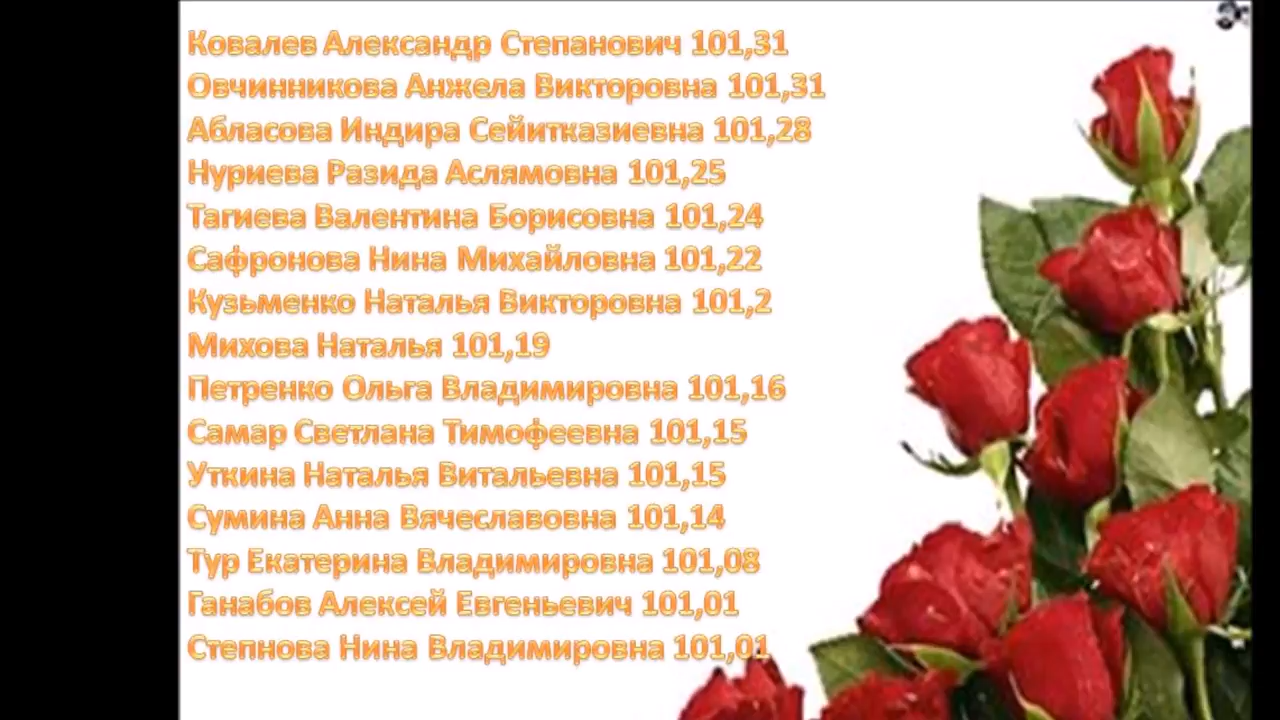 Ковалев Александр Степанович 101,31
Овчинникова Анжела Викторовна 101,31
Абласова Индира Сейитказиевна 101,28
Нуриева Разида Аслямовна 101,25
Тагиева Валентина Борисовна 101,24
Сафронова Нина Михайловна 101,22
Кузьменко Наталья Викторовна 101,2
Михова Наталья 101,19
Петренко Ольга Владимировна 101,16
Самар Светлана Тимофеевна 101,15
Уткина Наталья Витальевна 101,15
Сумина Анна Вячеславовна 101,14
Тур Екатерина Владимировна 101,08
Ганабов Алексей Евгеньевич 101,01
Степнова Нина Владимировна 101,01